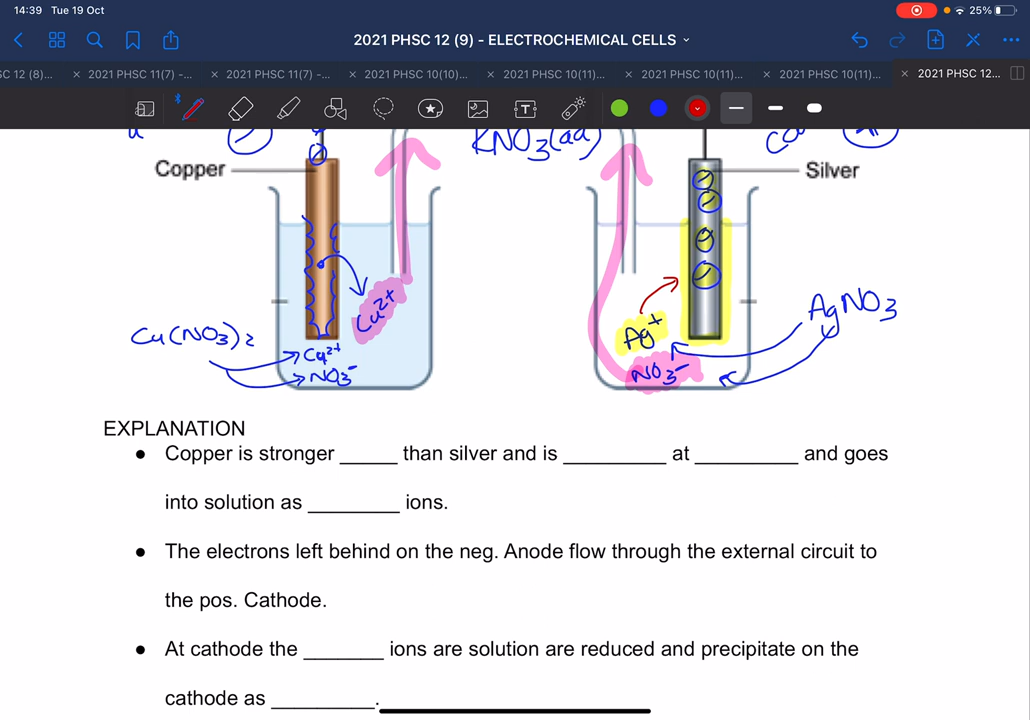 14:39 Tue 19 Oct
25%
2021 PHSC 12 (9) - ELECTROCHEMICAL CELLS
SC 12 (8)...
2021 PHSC 11(7) -...
2021 PHSC 11(7) -...
2021 PHSC 10(10)...
2021 PHSC 10(11)...
2021 PHSC 10(11)...
2021 PHSC 10(11)...
2021 PHSC 12...
KNO3(aq)
Copper
Silver
Cu2+
Cu(NO3)2
Cu2+
NO3-
Ag+
NO3-
AgNO3
EXPLANATION
• Copper is stronger _____ than silver and is _________ at _________ and goes
into solution as ________ ions.
• The electrons left behind on the neg. Anode flow through the external circuit to
the pos. Cathode.
• At cathode the _______ ions are solution are reduced and precipitate on the
cathode as _________.